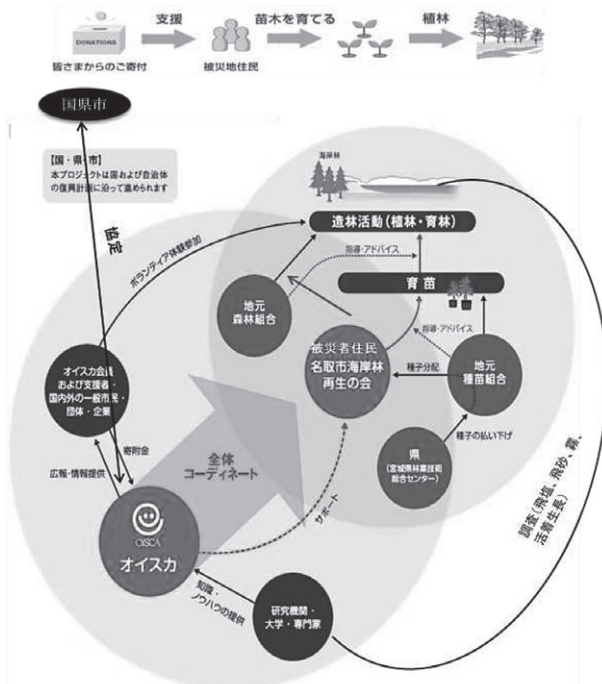 支援
苗木を育てる
植林
DONATIONS
皆さまからのご寄付
被災地住民
国県市
【国・県・市】
本プロジェクトは国および自治体
の復興計画に沿って進められます
協定
海岸林
造林活動(植林・育林)
ボランティア体験参加
指導・アドバイス
地元
森林組合
育苗
指導・アドバイス
被災者住民
名取市海岸林
再生の会
種子分配
地元
種苗組合
オイスカ会員
および支援者・
国内外の一般市民・
団体・企業
種子の払い下げ
県
(宮城県林業技術
総合センター)
寄附金
広報・情報提供
全体
コーディネート
サポート
調査(飛塩、飛砂、霧、
活着生長)
OISCA
オイスカ
知識・
ノウハウの提供
研究機関・
大学・専門家